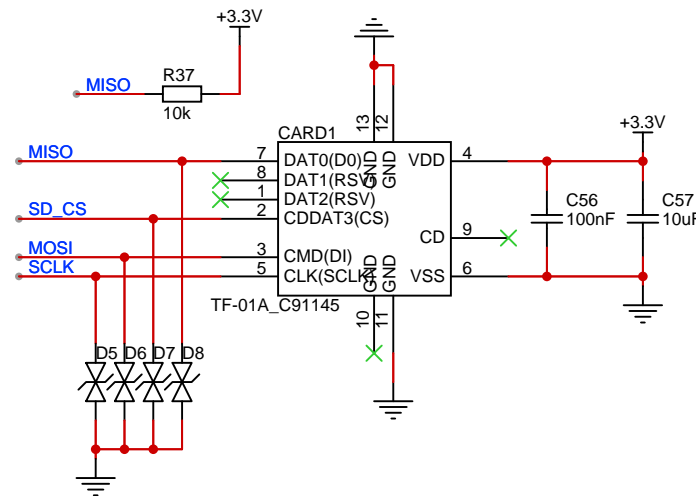 +3.3V
MISO
R37
10k
13
12
CARD1
GND
GND
+3.3V
MISO
7
DAT0(D0)
VDD
4
8
DAT1(RSV)
1
DAT2(RSV)
C56
100nF
C57
10uF
SD_CS
2
CDDAT3(CS)
CD
9
MOSI
3
CMD(DI)
SCLK
5
CLK(SCLK)
GND
GND
VSS
6
TF-01A_C91145
10
11
D5
D6
D7
D8